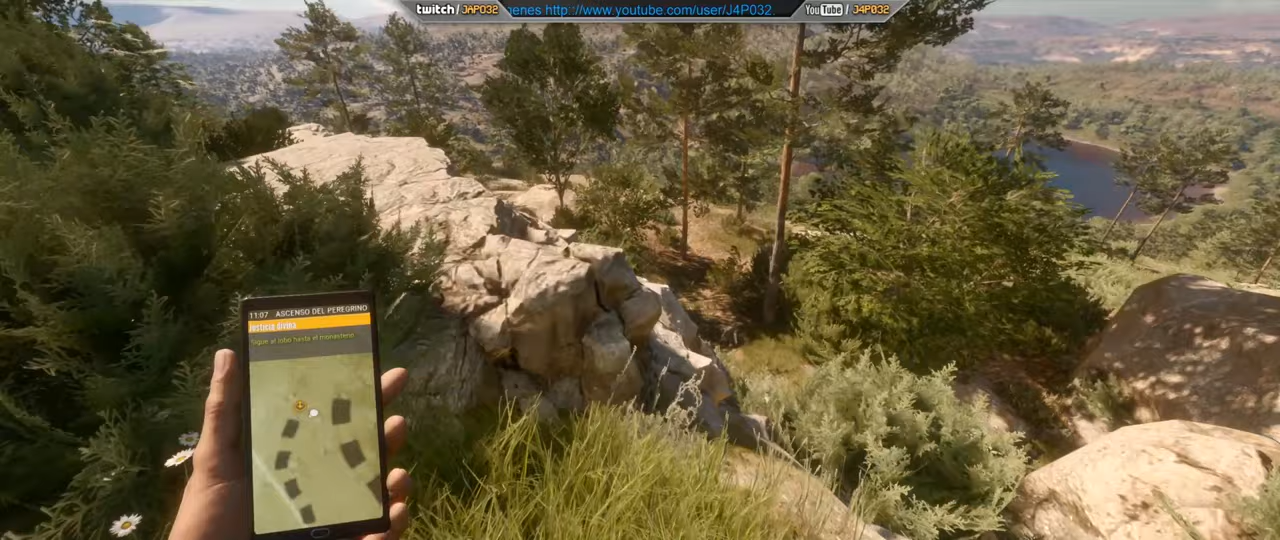 twitch/JAPO32 genes http://www.youtube.com/user/J4P032 YouTube / J4P032
11:07 ASCENSO DEL PEREGRINO
Justicia divina
Sigue al lobo hasta el monasterio.